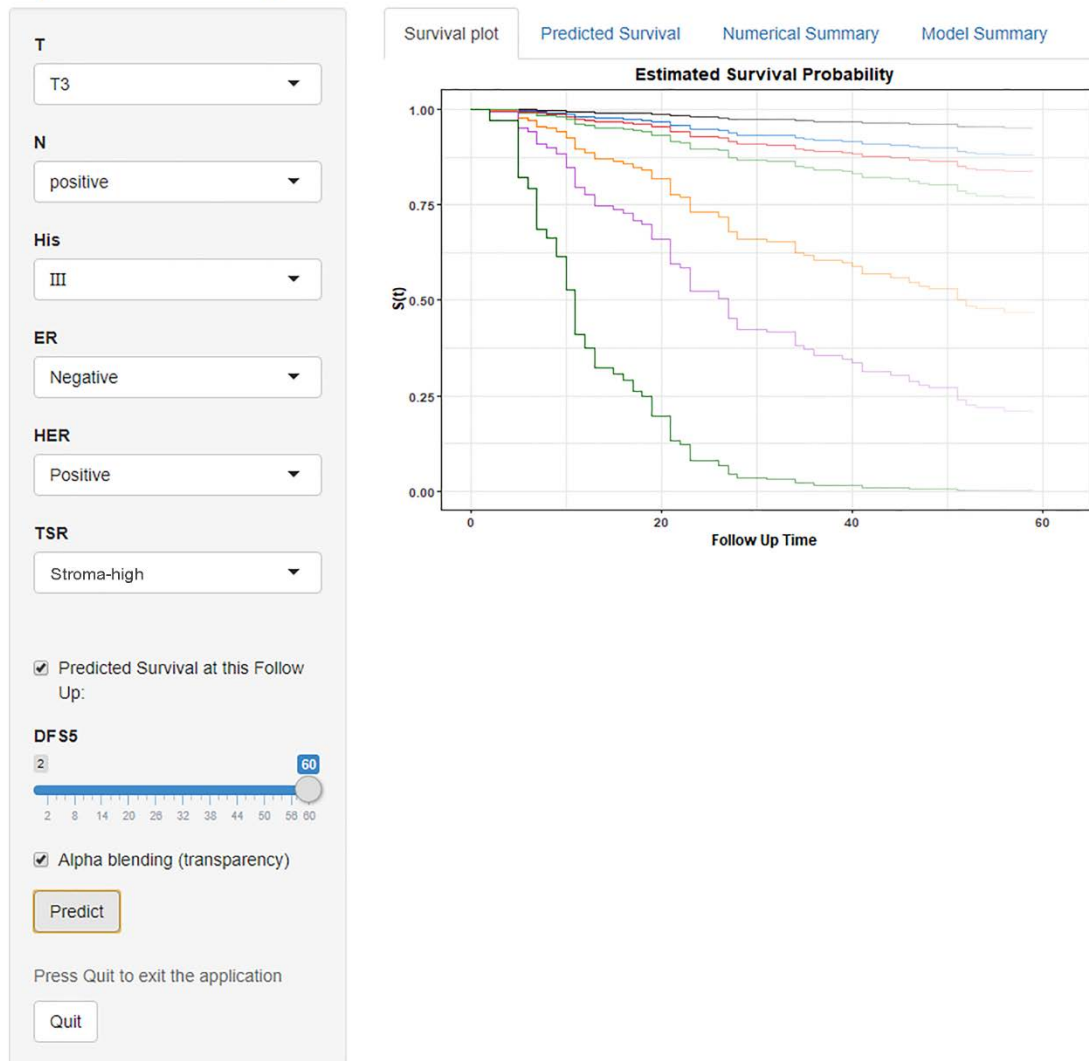 T
T3
N
positive
His
III
ER
Negative
HER
Positive
TSR
Stroma-high
Predicted Survival at this Follow
Up:
DFS5
2 60
2 8 14 20 26 32 38 44 50 56 60
Alpha blending (transparency)
Predict
Press Quit to exit the application
Quit
Survival plot Predicted Survival Numerical Summary Model Summary
Estimated Survival Probability
S(t)
1.00
0.75
0.50
0.25
0.00
0 20 40 60
Follow Up Time